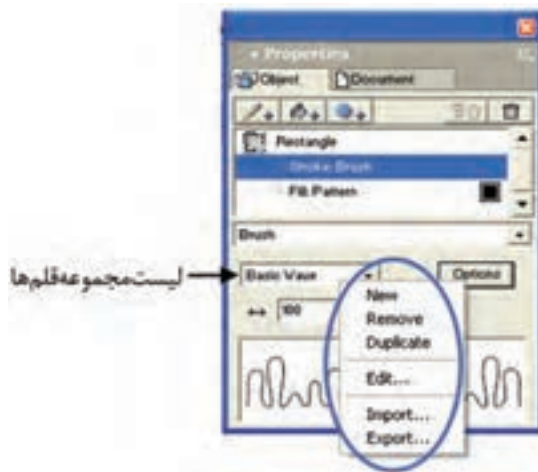 Properties
Object Document
Rectangle
Stroke: Brush
Fill: Pattern
Brush
لیست مجموعه قلم‌ها
Basic Wave Options
100
New
Remove
Duplicate
Edit...
Import...
Export...